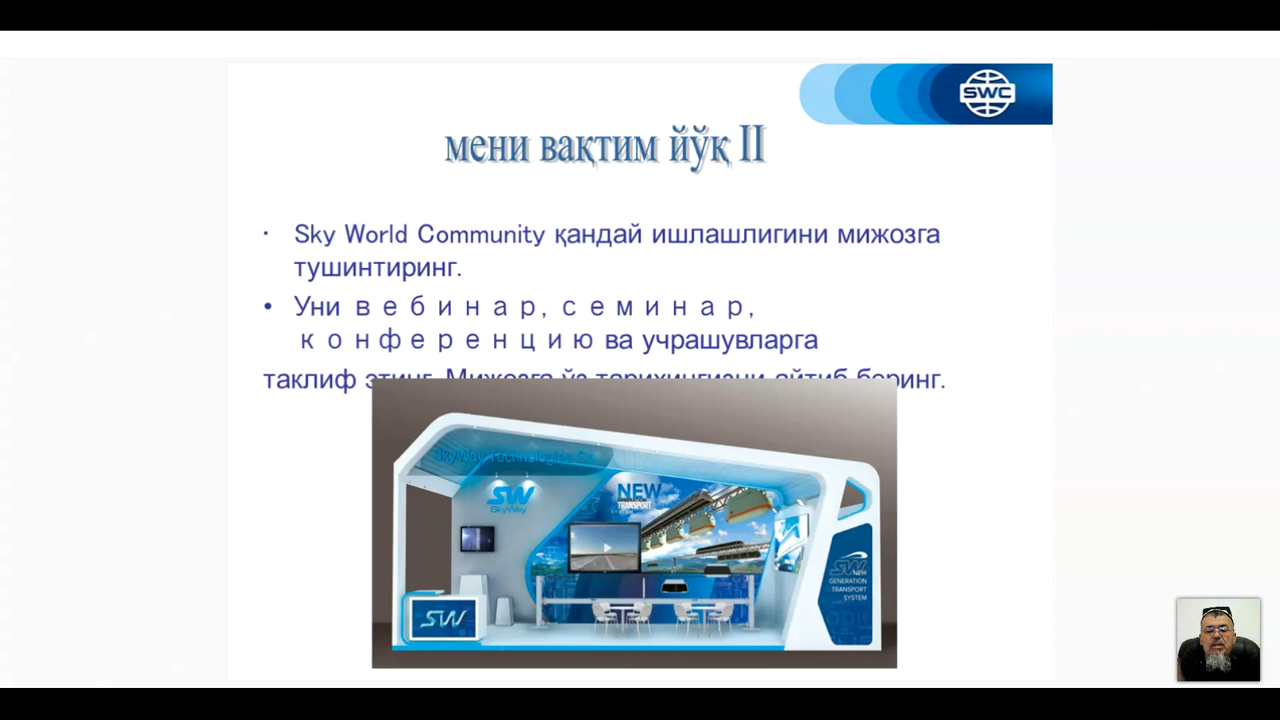 SWC
мени вақтим йўқ II
• Sky World Community қандай ишлашлигини мижозга
тушинтиринг.
• Уни вебинар, семинар,
конференцию ва учрашувларга
таклиф этинг. Мижозга ўз тарихингизни айтиб беринг.
SkyWay Technologies Co.
SW
SkyWay
NEW
GENERATION
TRANSPORT
SYSTEM
SW
SW
NEW
GENERATION
TRANSPORT
SYSTEM